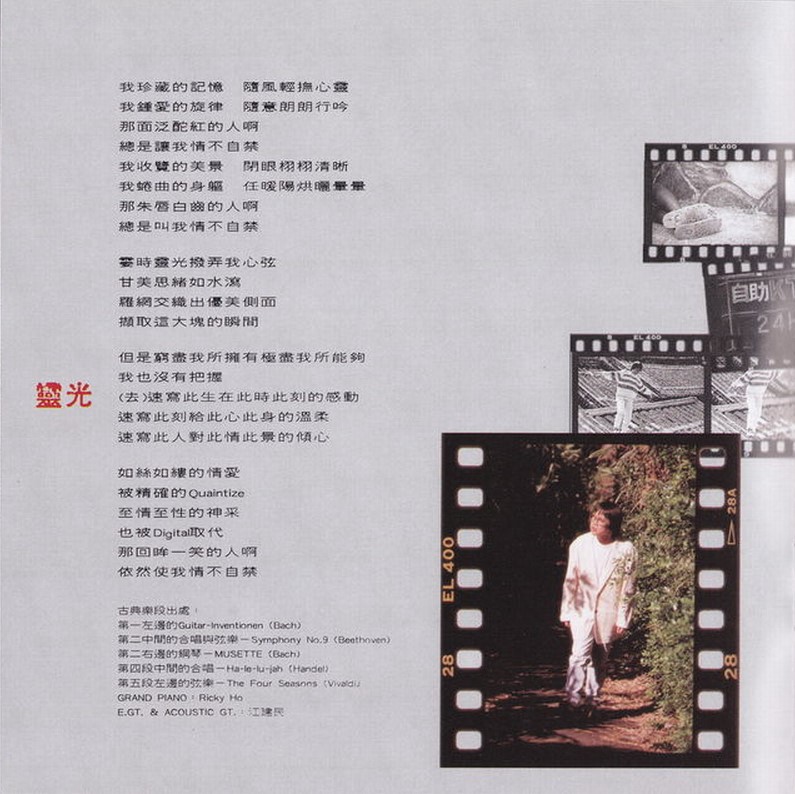 我珍藏的記憶　隨風輕撫心靈
我鍾愛的旋律　隨意朗朗行吟
那面泛酡紅的人啊
總是讓我情不自禁
我收覽的美景　閉眼栩栩清晰
我蜷曲的身軀　任暖陽烘曬暈暈
那朱唇白齒的人啊
總是叫我情不自禁
霎時靈光撥弄我心弦
甘美思緒如水瀉
羅網交織出優美側面
擷取這大塊的瞬間
但是窮盡我所擁有極盡我所能夠
我也沒有把握
(去)速寫此生在此時此刻的感動
速寫此刻給此心此身的溫柔
速寫此人對此情此景的傾心
靈光
如絲如縷的情愛
被精確的Quaintize
至情至性的神采
也被Digital取代
那回眸一笑的人啊
依然使我情不自禁
古典樂段出處：
第一左邊的Guitar-Inventionen (Bach)
第二中間的合唱與弦樂－Symphony No.9 (Beethoven)
第二右邊的鋼琴－MUSETTE (Bach)
第四段中間的合唱－Ha-le-lu-jah (Handel)
第五段左邊的弦樂－The Four Seasnns (Vivaldi)
GRAND PIANO：Ricky Ho
E.GT. & ACOUSTIC GT.：江建民
8 EL 400
自助KT
24H
EL 400
EL 400
28
28A
28